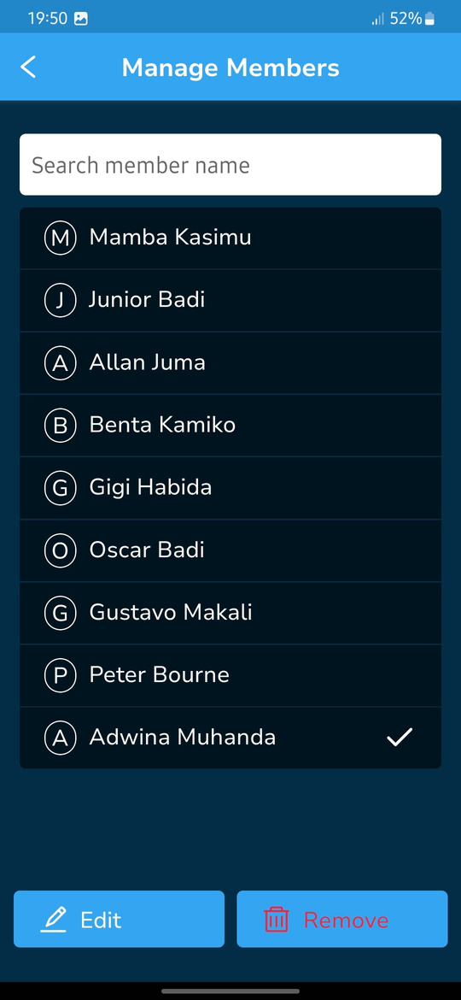 19:50 52%
Manage Members
Search member name
M Mamba Kasimu
J Junior Badi
A Allan Juma
B Benta Kamiko
G Gigi Habida
O Oscar Badi
G Gustavo Makali
P Peter Bourne
A Adwina Muhanda
Edit Remove